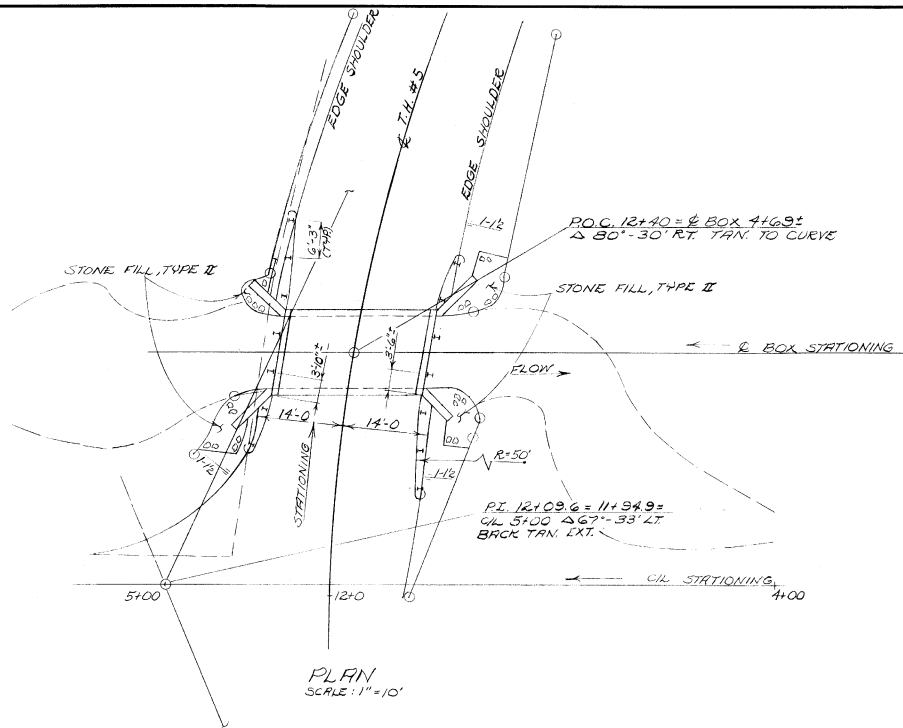 EDGE SHOULDER
℄ T.H. #5
EDGE SHOULDER
1-1½
P.O.C. 12+40 = ℄ BOX 4+69±
Δ 80°-30' RT. TAN. TO CURVE
6'-3"
(TYP)
STONE FILL, TYPE II
STONE FILL, TYPE II
℄ BOX STATIONING
3'-10"±
3'-6"±
FLOW
14'-0
14'-0
STATIONING
R=50'
1-1½
1-1½
P.I. 12+09.6 = 11+94.9=
C/L 5+00 Δ67°-33' LT.
BACK TAN. EXT.
C/L STATIONING
5+00
12+0
4+00
PLAN
SCALE: 1"=10'